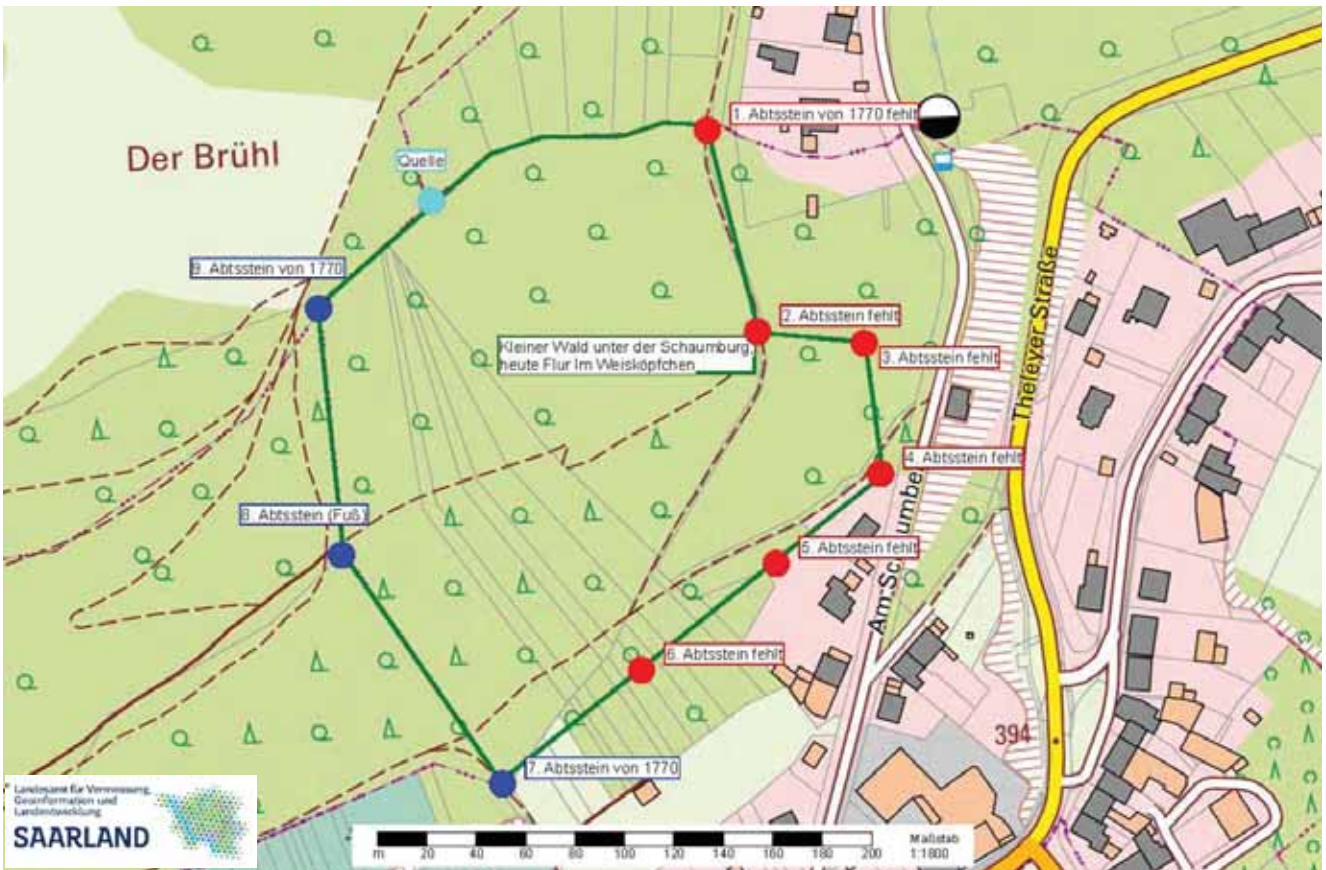 1. Abtsstein von 1770 fehlt
Der Brühl
Quelle
9. Abtsstein von 1770
2. Abtsstein fehlt
Kleiner Wald unter der Schaumburg,
heute Flur Im Weisköpfchen
3. Abtsstein fehlt
Theleyer Straße
4. Abtsstein fehlt
8. Abtsstein (Fuß)
5. Abtsstein fehlt
Am Schaumbe
6. Abtsstein fehlt
394
7. Abtsstein von 1770
Landesamt für Vermessung,
Geoinformation und
Landentwicklung
SAARLAND
m 20 40 60 80 100 120 140 160 180 200
Maßstab
1:1800